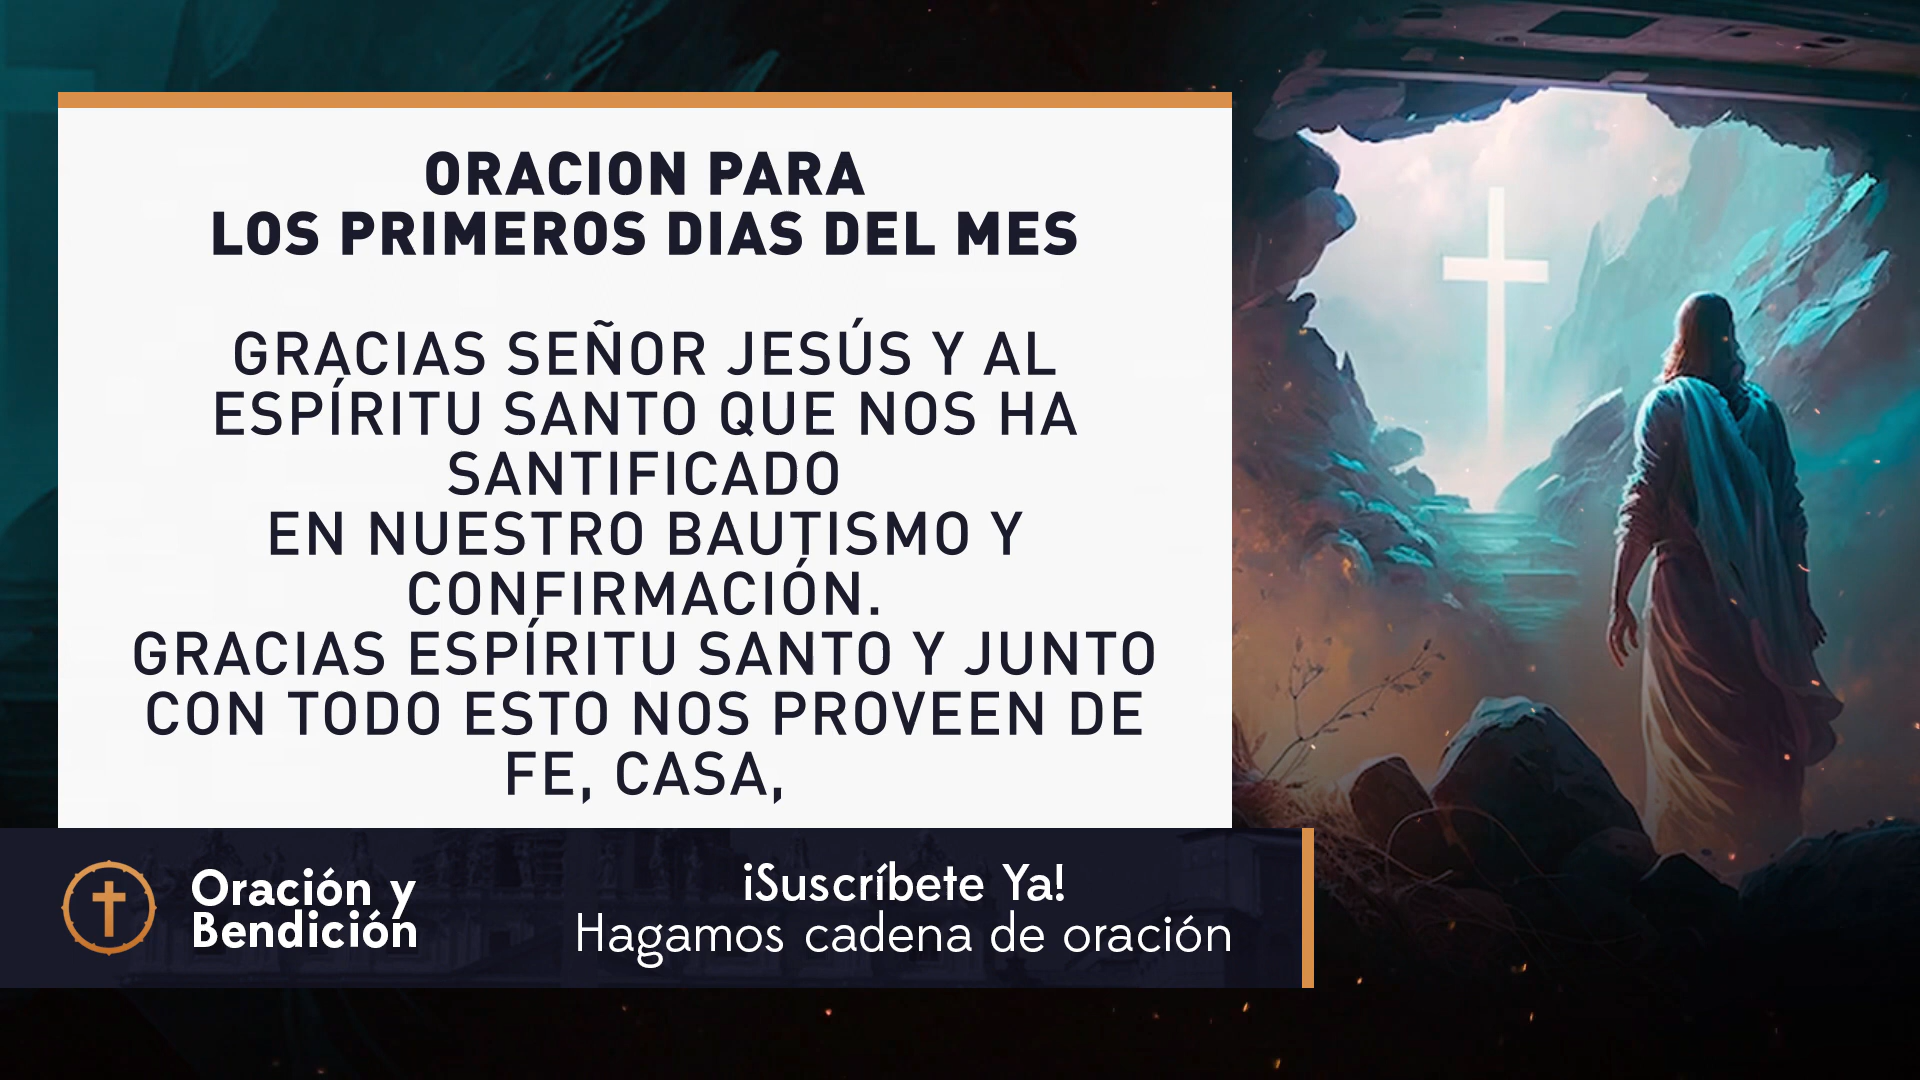 ORACION PARA
LOS PRIMEROS DIAS DEL MES
GRACIAS SEÑOR JESÚS Y AL
ESPÍRITU SANTO QUE NOS HA
SANTIFICADO
EN NUESTRO BAUTISMO Y
CONFIRMACIÓN.
GRACIAS ESPÍRITU SANTO Y JUNTO
CON TODO ESTO NOS PROVEEN DE
FE, CASA,
Oración y
Bendición
¡Suscríbete Ya!
Hagamos cadena de oración